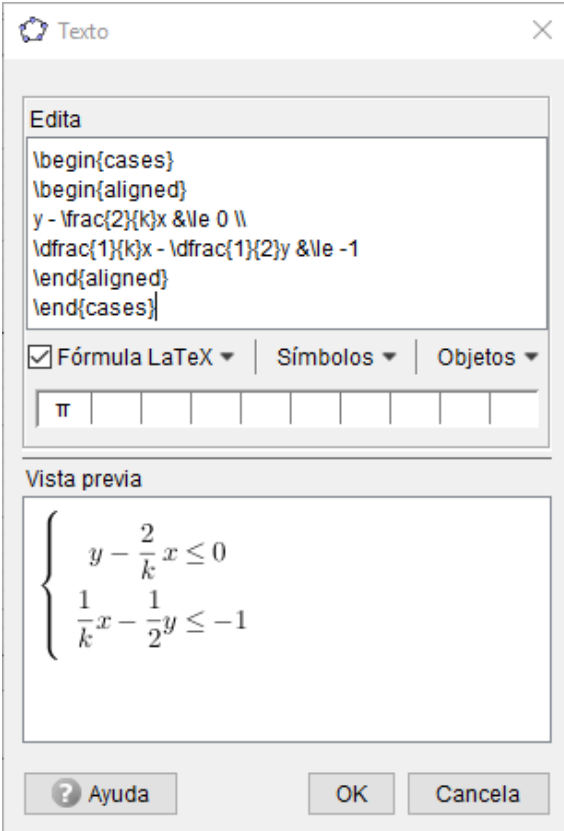 Texto
Edita
\begin{cases}
\begin{aligned}
y - \frac{2}{k}x &\le 0 \\
\dfrac{1}{k}x - \dfrac{1}{2}y &\le -1
\end{aligned}
\end{cases}
Fórmula LaTeX Símbolos Objetos
π
Vista previa
y - 2/k x ≤ 0
1/k x - 1/2 y ≤ -1
? Ayuda OK Cancela